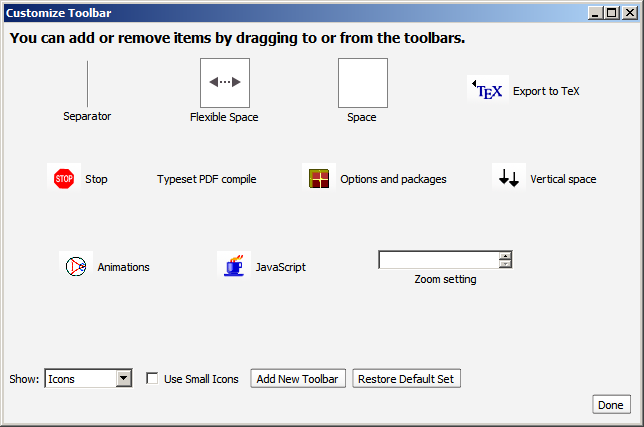 Customize Toolbar
You can add or remove items by dragging to or from the toolbars.
Separator
Flexible Space
Space
TEX Export to TeX
STOP Stop
Typeset PDF compile
Options and packages
Vertical space
Animations
JavaScript
Zoom setting
Show: Icons Use Small Icons Add New Toolbar Restore Default Set
Done